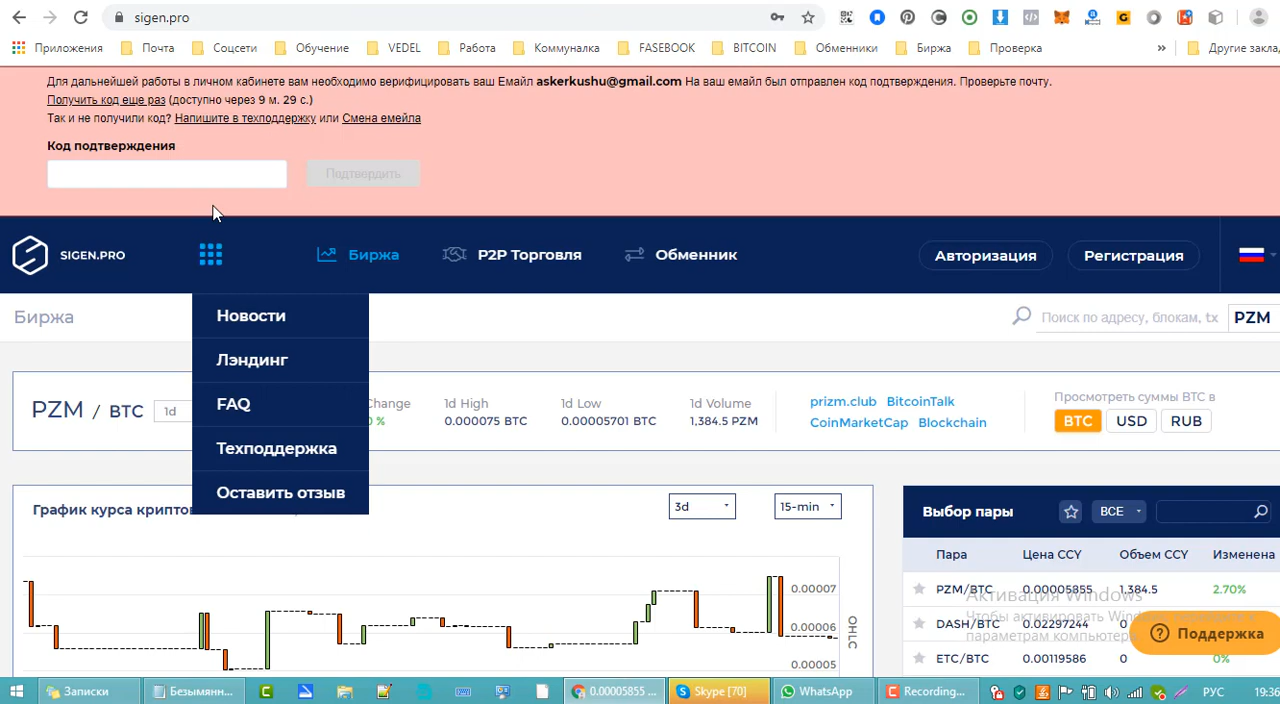 sigen.pro
Приложения Почта Соцсети Обучение VEDEL Работа Коммуналка FASEBOOK BITCOIN Обменники Биржа Проверка » Другие закла
Для дальнейшей работы в личном кабинете вам необходимо верифицировать ваш Емайл askerkushu@gmail.com На ваш емайл был отправлен код подтверждения. Проверьте почту.
Получить код еще раз (доступно через 9 м. 29 с.)
Так и не получили код? Напишите в техподдержку или Смена емейла
Код подтверждения
Подтвердить
SIGEN.PRO Биржа P2P Торговля Обменник Авторизация Регистрация
Новости
Биржа Поиск по адресу, блокам, tx PZM
Лэндинг
FAQ
Техподдержка
Оставить отзыв
PZM / BTC 1d
Change
0 %
1d High
0.000075 BTC
1d Low
0.00005701 BTC
1d Volume
1,384.5 PZM
prizm.club BitcoinTalk
CoinMarketCap Blockchain
Просмотреть суммы BTC в
BTC USD RUB
График курса крипто
3d 15-min
0.00007
0.00006
0.00005
OHLC
Выбор пары ВСЕ
Пара Цена CCY Объем CCY Изменена
PZM/BTC 0.00005855 1,384.5 2.70%
DASH/BTC 0.02297244 0
ETC/BTC 0.00119586 0 0%
Активация Windows
Чтобы активировать Wind
параметрам компьютера
Поддержка
Записки Безымянн... 0.00005855 ... Skype [70] WhatsApp Recording... РУС 19:36